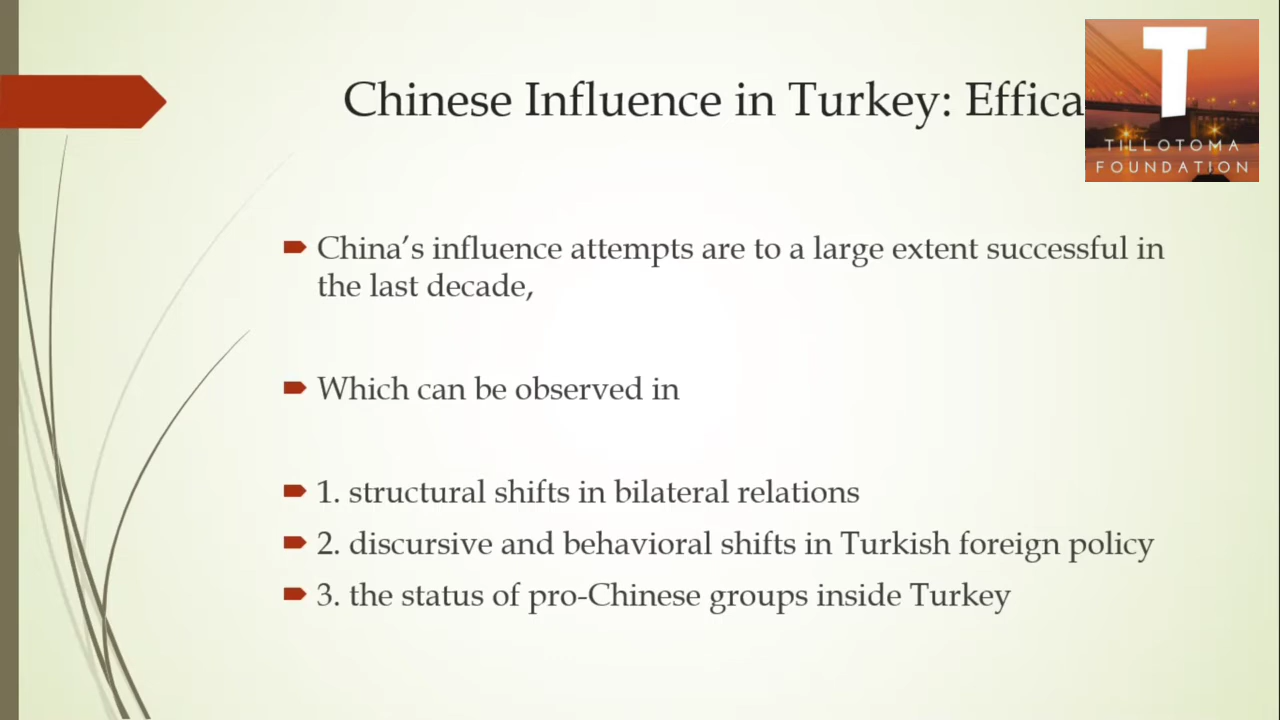 Chinese Influence in Turkey: Effica
T
TILLOTOMA
FOUNDATION
China’s influence attempts are to a large extent successful in
the last decade,
Which can be observed in
1. structural shifts in bilateral relations
2. discursive and behavioral shifts in Turkish foreign policy
3. the status of pro-Chinese groups inside Turkey